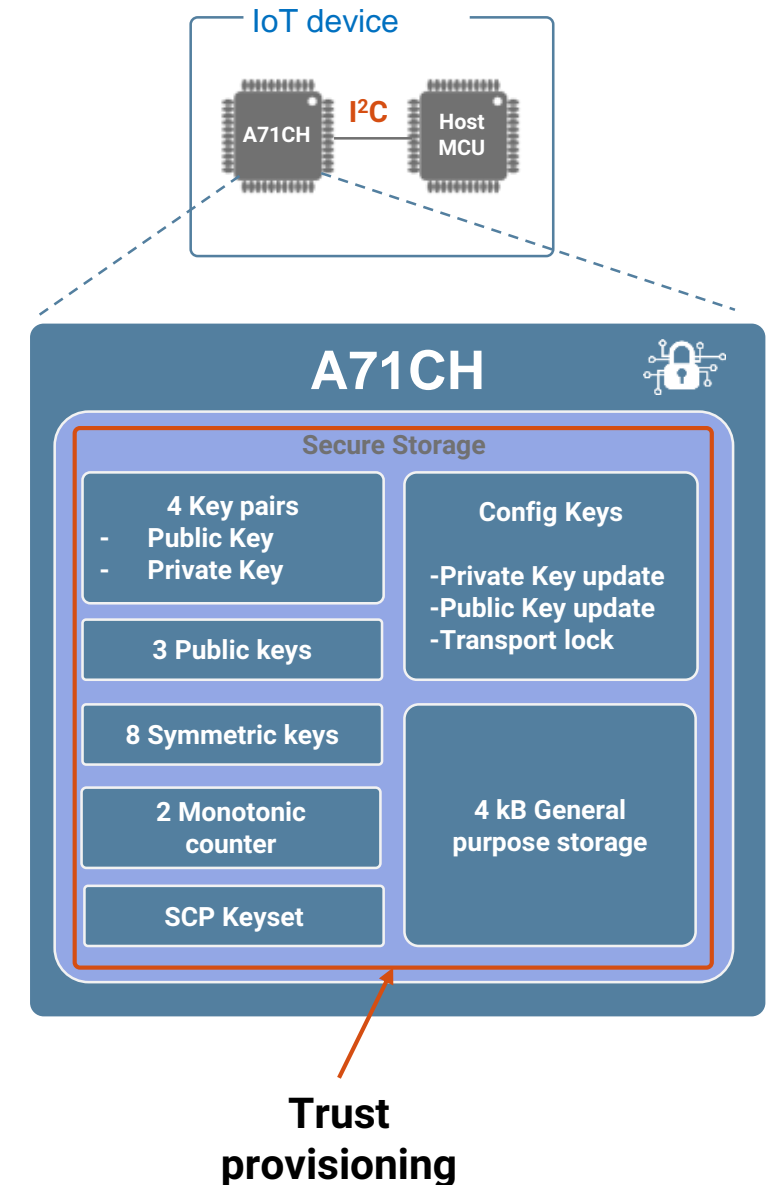 IoT device
A71CH
I²C
Host
MCU
A71CH
Secure Storage
4 Key pairs
- Public Key
- Private Key
3 Public keys
8 Symmetric keys
2 Monotonic
counter
SCP Keyset
Config Keys
-Private Key update
-Public Key update
-Transport lock
4 kB General
purpose storage
Trust
provisioning